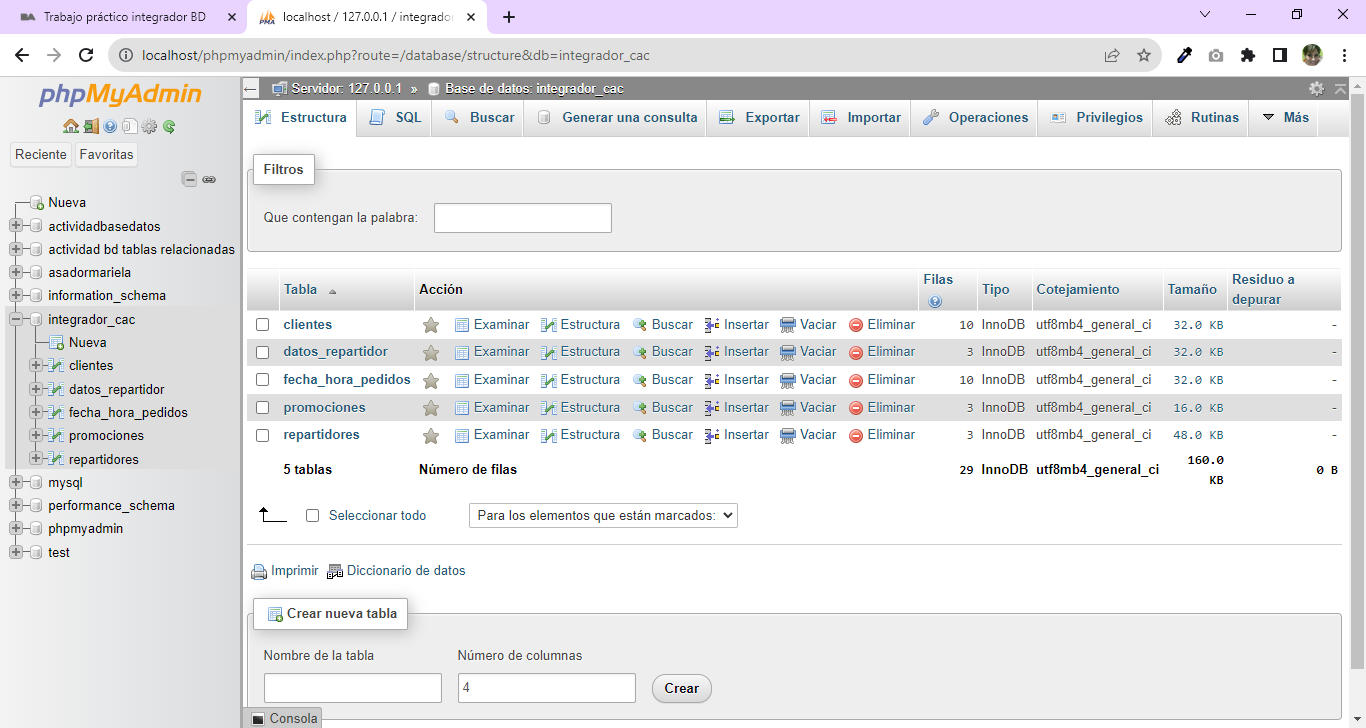 Trabajo práctico integrador BD
localhost / 127.0.0.1 / integrador
localhost/phpmyadmin/index.php?route=/database/structure&db=integrador_cac
phpMyAdmin
Reciente Favoritas
Nueva
actividadbasedatos
actividad bd tablas relacionadas
asadormariela
information_schema
integrador_cac
Nueva
clientes
datos_repartidor
fecha_hora_pedidos
promociones
repartidores
mysql
performance_schema
phpmyadmin
test
Servidor: 127.0.0.1 » Base de datos: integrador_cac
Estructura SQL Buscar Generar una consulta Exportar Importar Operaciones Privilegios Rutinas Más
Filtros
Que contengan la palabra:
Tabla Acción Filas Tipo Cotejamiento Tamaño Residuo a depurar
clientes Examinar Estructura Buscar Insertar Vaciar Eliminar 10 InnoDB utf8mb4_general_ci 32.0 KB -
datos_repartidor Examinar Estructura Buscar Insertar Vaciar Eliminar 3 InnoDB utf8mb4_general_ci 32.0 KB -
fecha_hora_pedidos Examinar Estructura Buscar Insertar Vaciar Eliminar 10 InnoDB utf8mb4_general_ci 32.0 KB -
promociones Examinar Estructura Buscar Insertar Vaciar Eliminar 3 InnoDB utf8mb4_general_ci 16.0 KB -
repartidores Examinar Estructura Buscar Insertar Vaciar Eliminar 3 InnoDB utf8mb4_general_ci 48.0 KB -
5 tablas Número de filas 29 InnoDB utf8mb4_general_ci 160.0 KB 0 B
Seleccionar todo Para los elementos que están marcados:
Imprimir Diccionario de datos
Crear nueva tabla
Nombre de la tabla Número de columnas
4 Crear
Consola